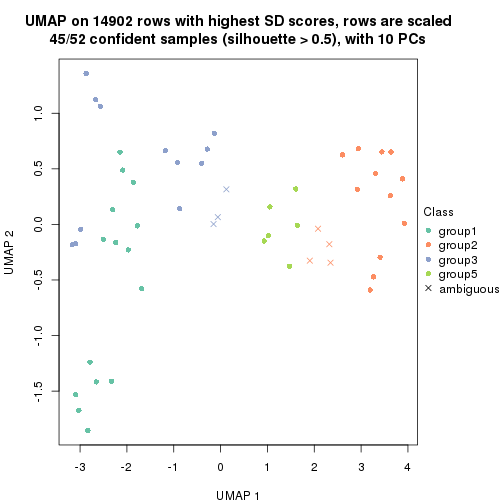 UMAP on 14902 rows with highest SD scores, rows are scaled
45/52 confident samples (silhouette > 0.5), with 10 PCs
1.0
0.5
0.0
-0.5
-1.0
-1.5
UMAP 2
-3 -2 -1 0 1 2 3 4
UMAP 1
Class
group1
group2
group3
group5
ambiguous